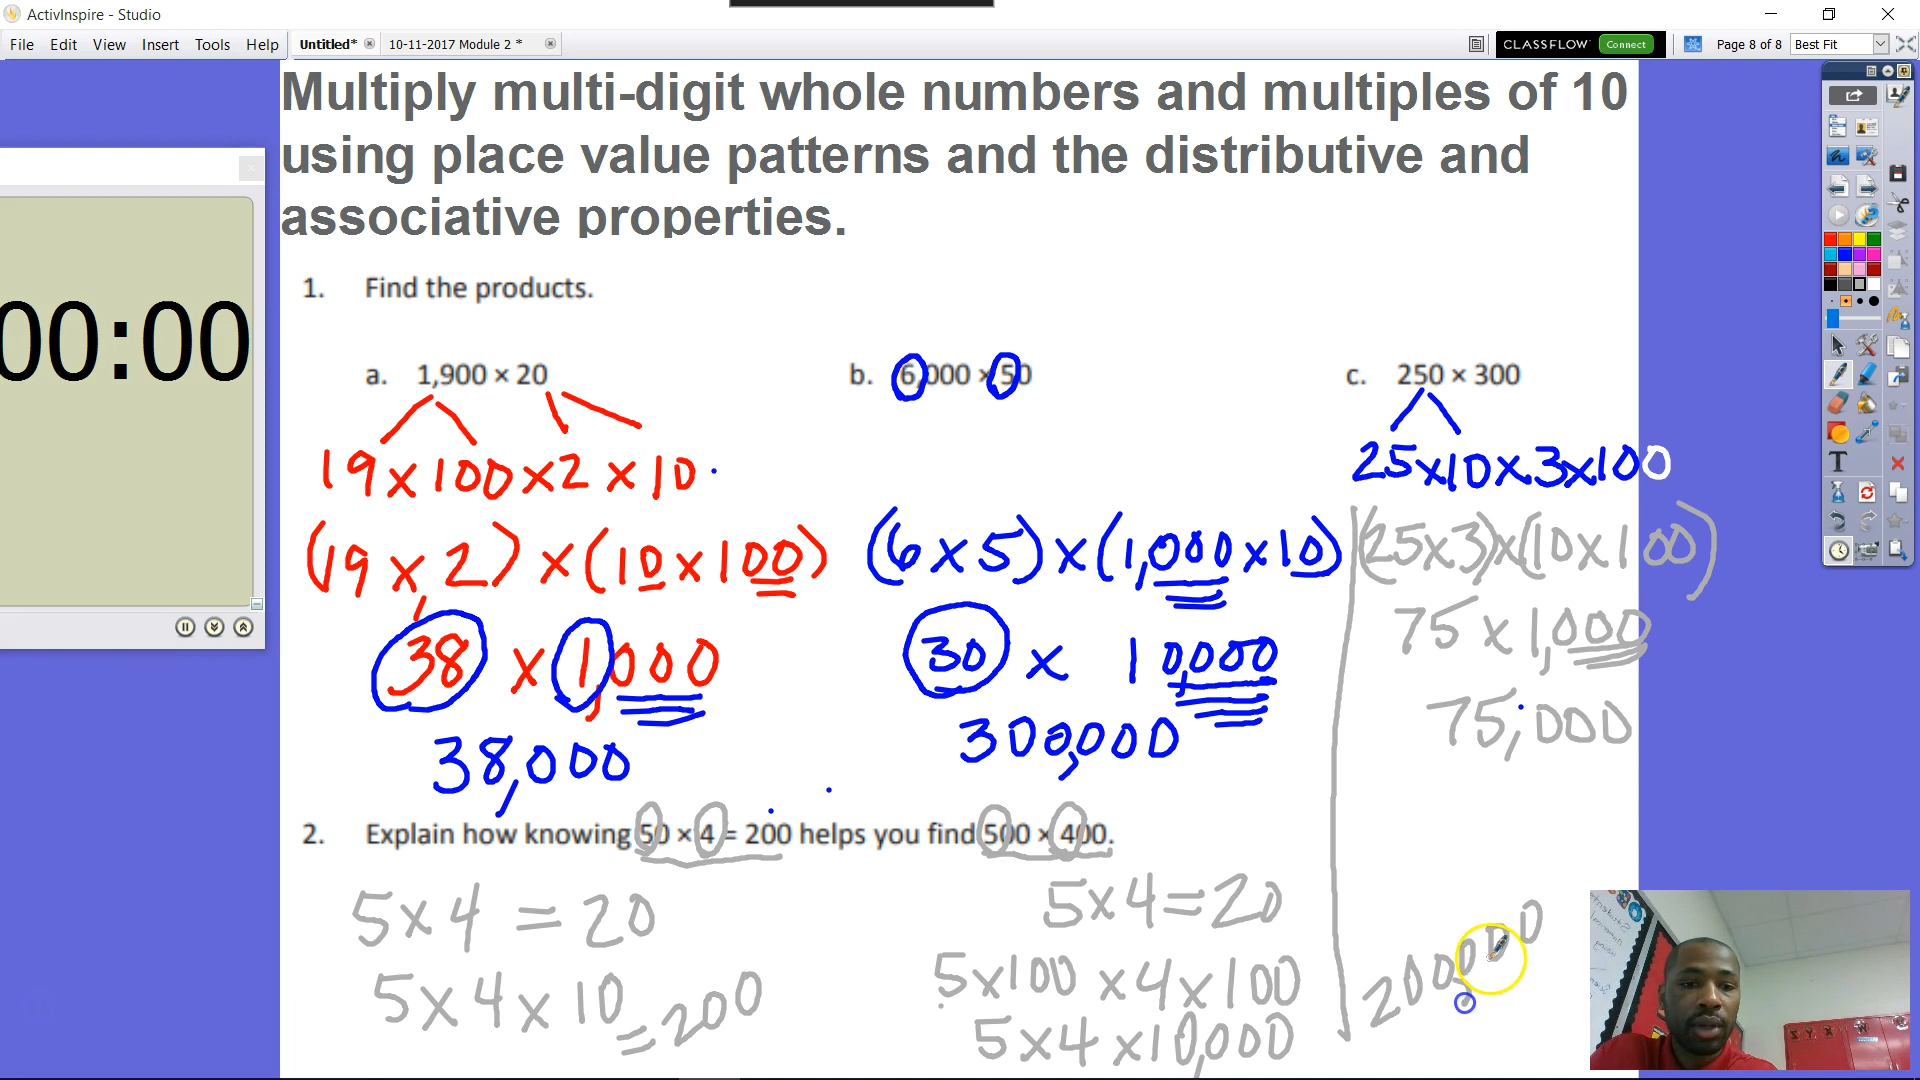 ActivInspire - Studio
File Edit View Insert Tools Help Untitled* 10-11-2017 Module 2 * CLASSFLOW Connect Page 8 of 8 Best Fit
Multiply multi-digit whole numbers and multiples of 10
using place value patterns and the distributive and
associative properties.
00:00
1. Find the products.
a. 1,900 × 20
b. 6,000 × 50
c. 250 × 300
19 × 100 × 2 × 10
25×10×3×100
(19 × 2) × (10 × 100)
(6 × 5) × (1,000 × 10)
(25×3)×(10×100)
38 × 1,000
30 × 10,000
75 × 1,000
38,000
300,000
75,000
2. Explain how knowing 50 × 4 = 200 helps you find 500 × 400.
5×4 = 20
5×4=20
5×4×10 = 200
5×100 ×4×100
5×4×10,000
200,000